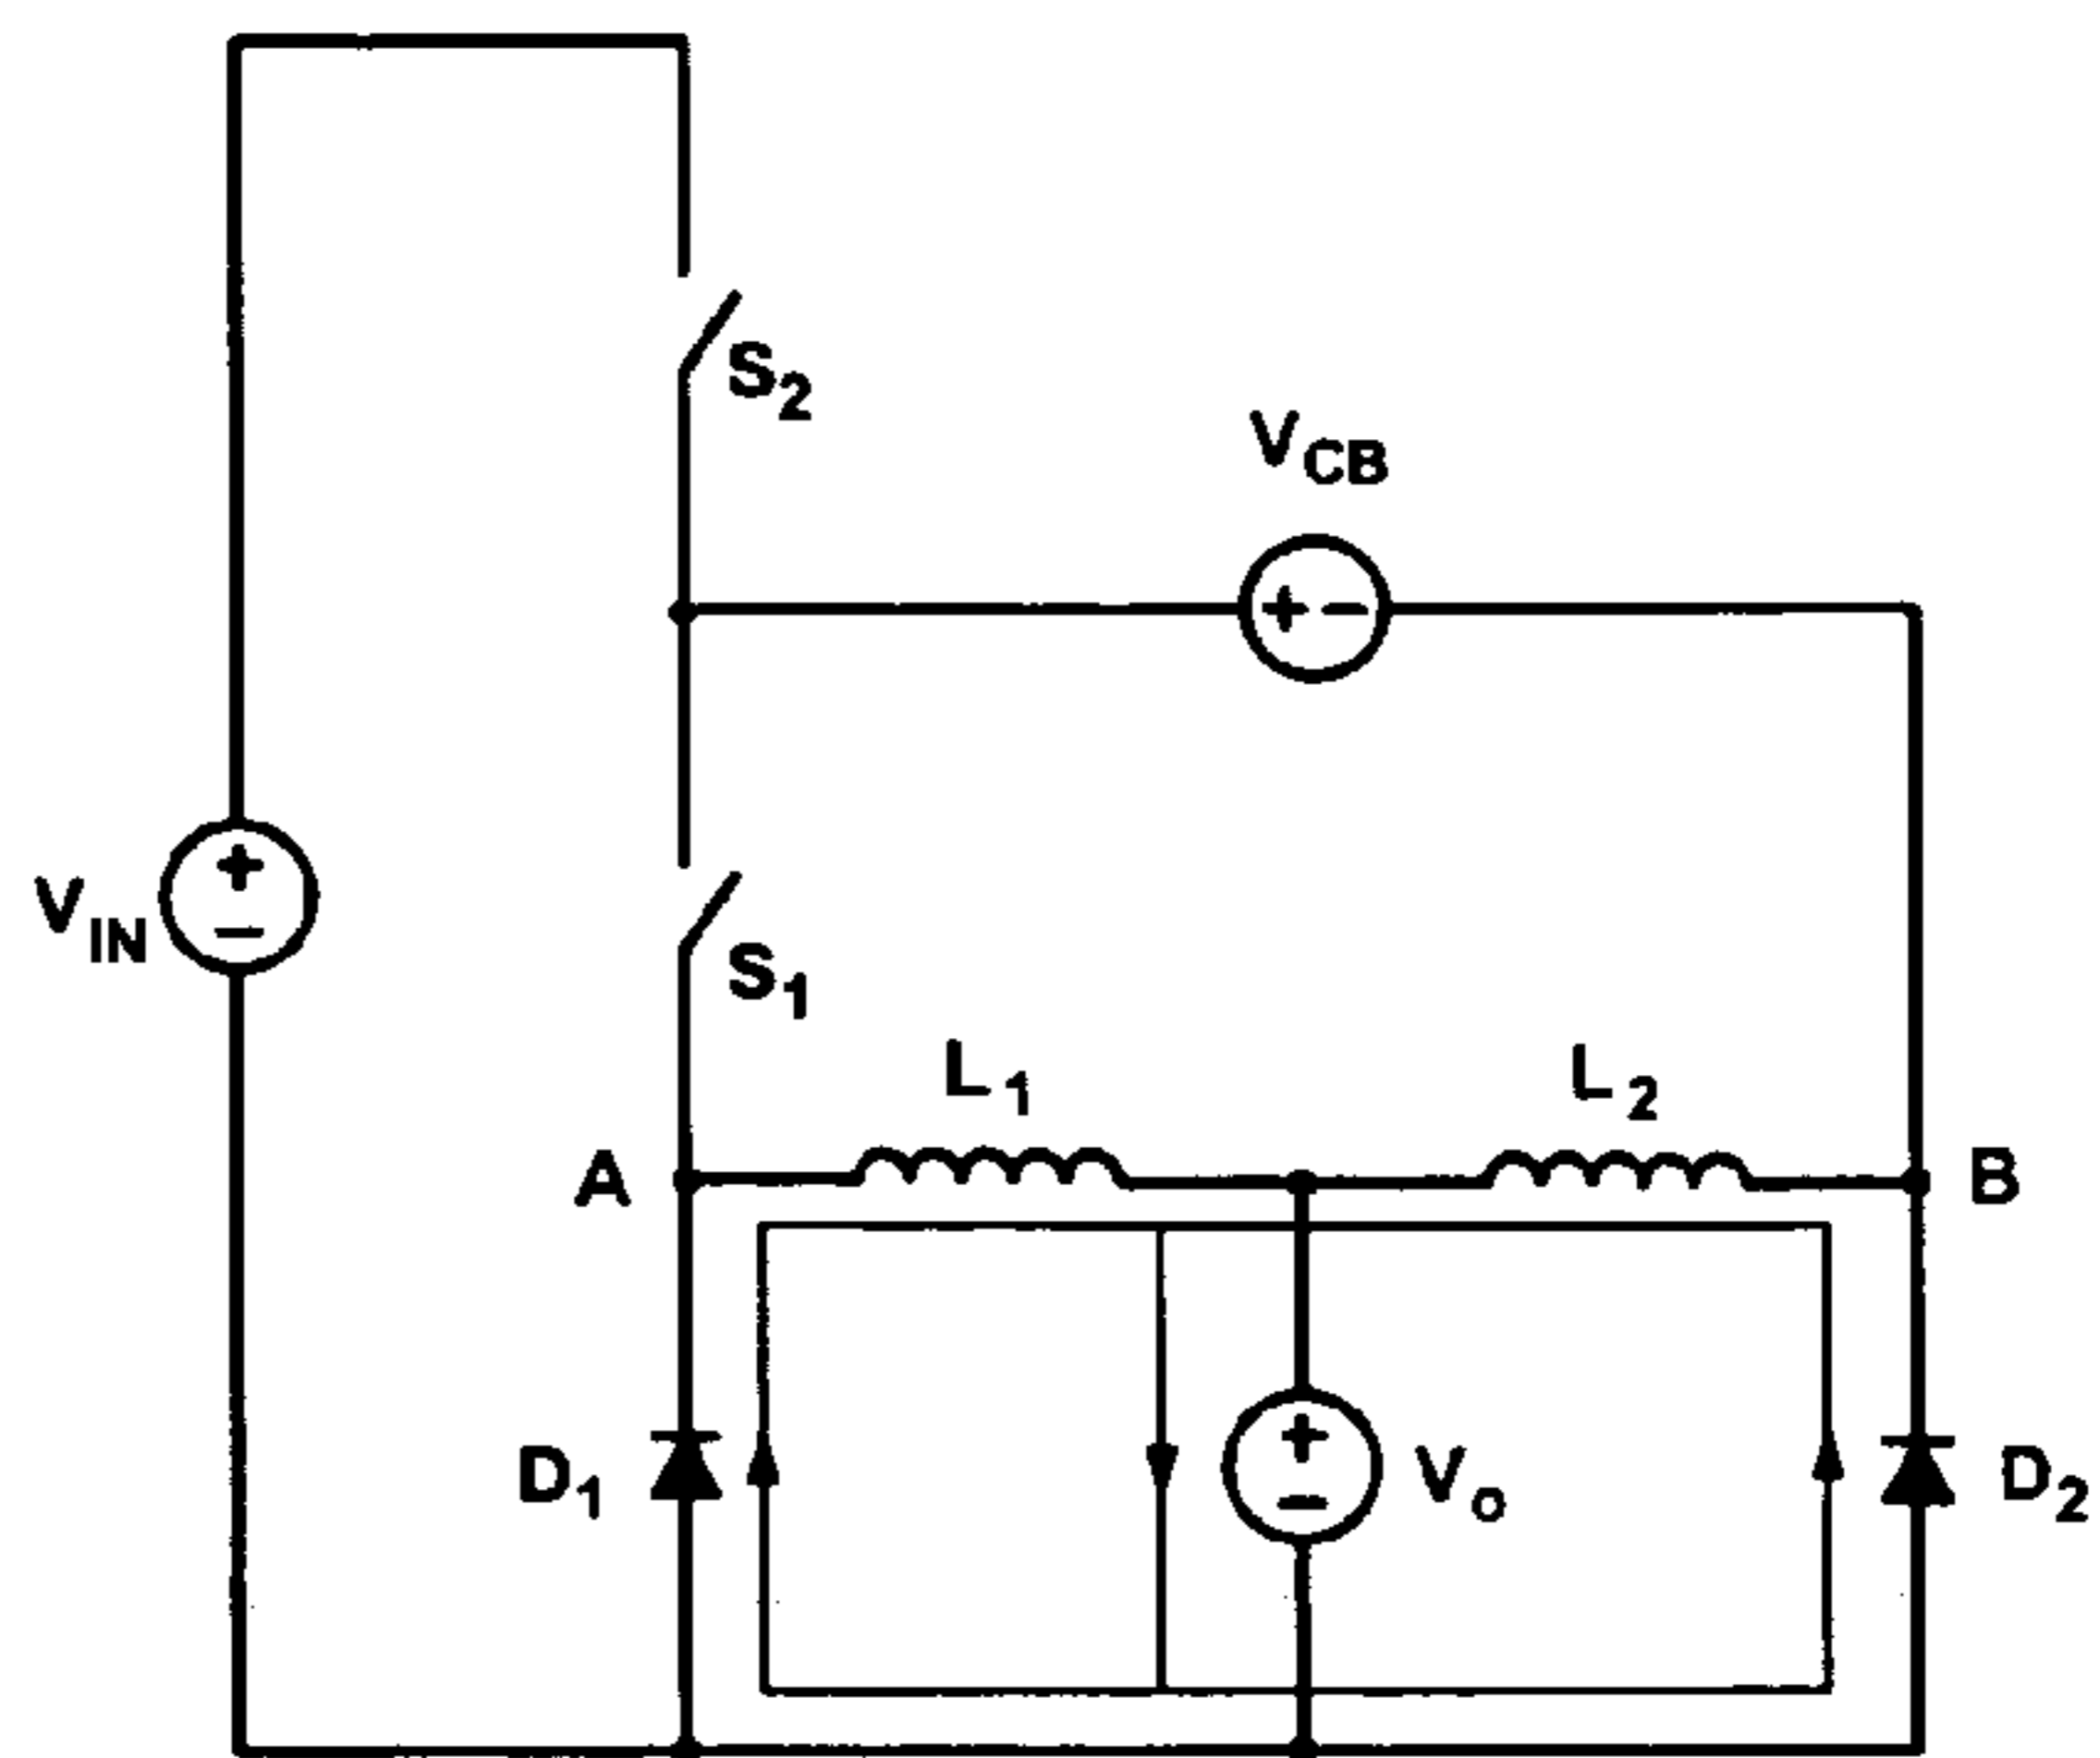 S2
VCB
+ −
VIN
+
−
S1
L1
L2
A
B
D1
+
−
Vo
D2